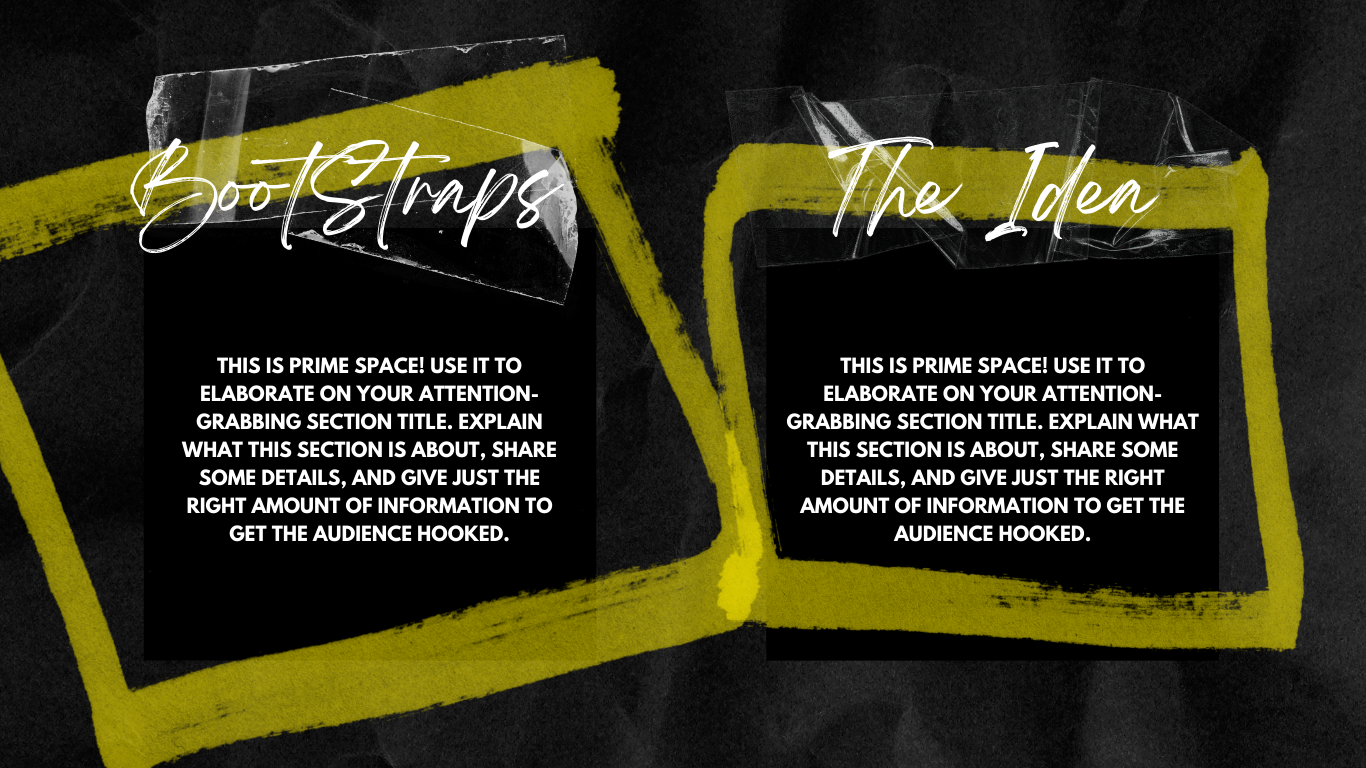 BootStraps
THIS IS PRIME SPACE! USE IT TO
ELABORATE ON YOUR ATTENTION-
GRABBING SECTION TITLE. EXPLAIN
WHAT THIS SECTION IS ABOUT, SHARE
SOME DETAILS, AND GIVE JUST THE
RIGHT AMOUNT OF INFORMATION TO
GET THE AUDIENCE HOOKED.
The Idea
THIS IS PRIME SPACE! USE IT TO
ELABORATE ON YOUR ATTENTION-
GRABBING SECTION TITLE. EXPLAIN WHAT
THIS SECTION IS ABOUT, SHARE SOME
DETAILS, AND GIVE JUST THE RIGHT
AMOUNT OF INFORMATION TO GET THE
AUDIENCE HOOKED.